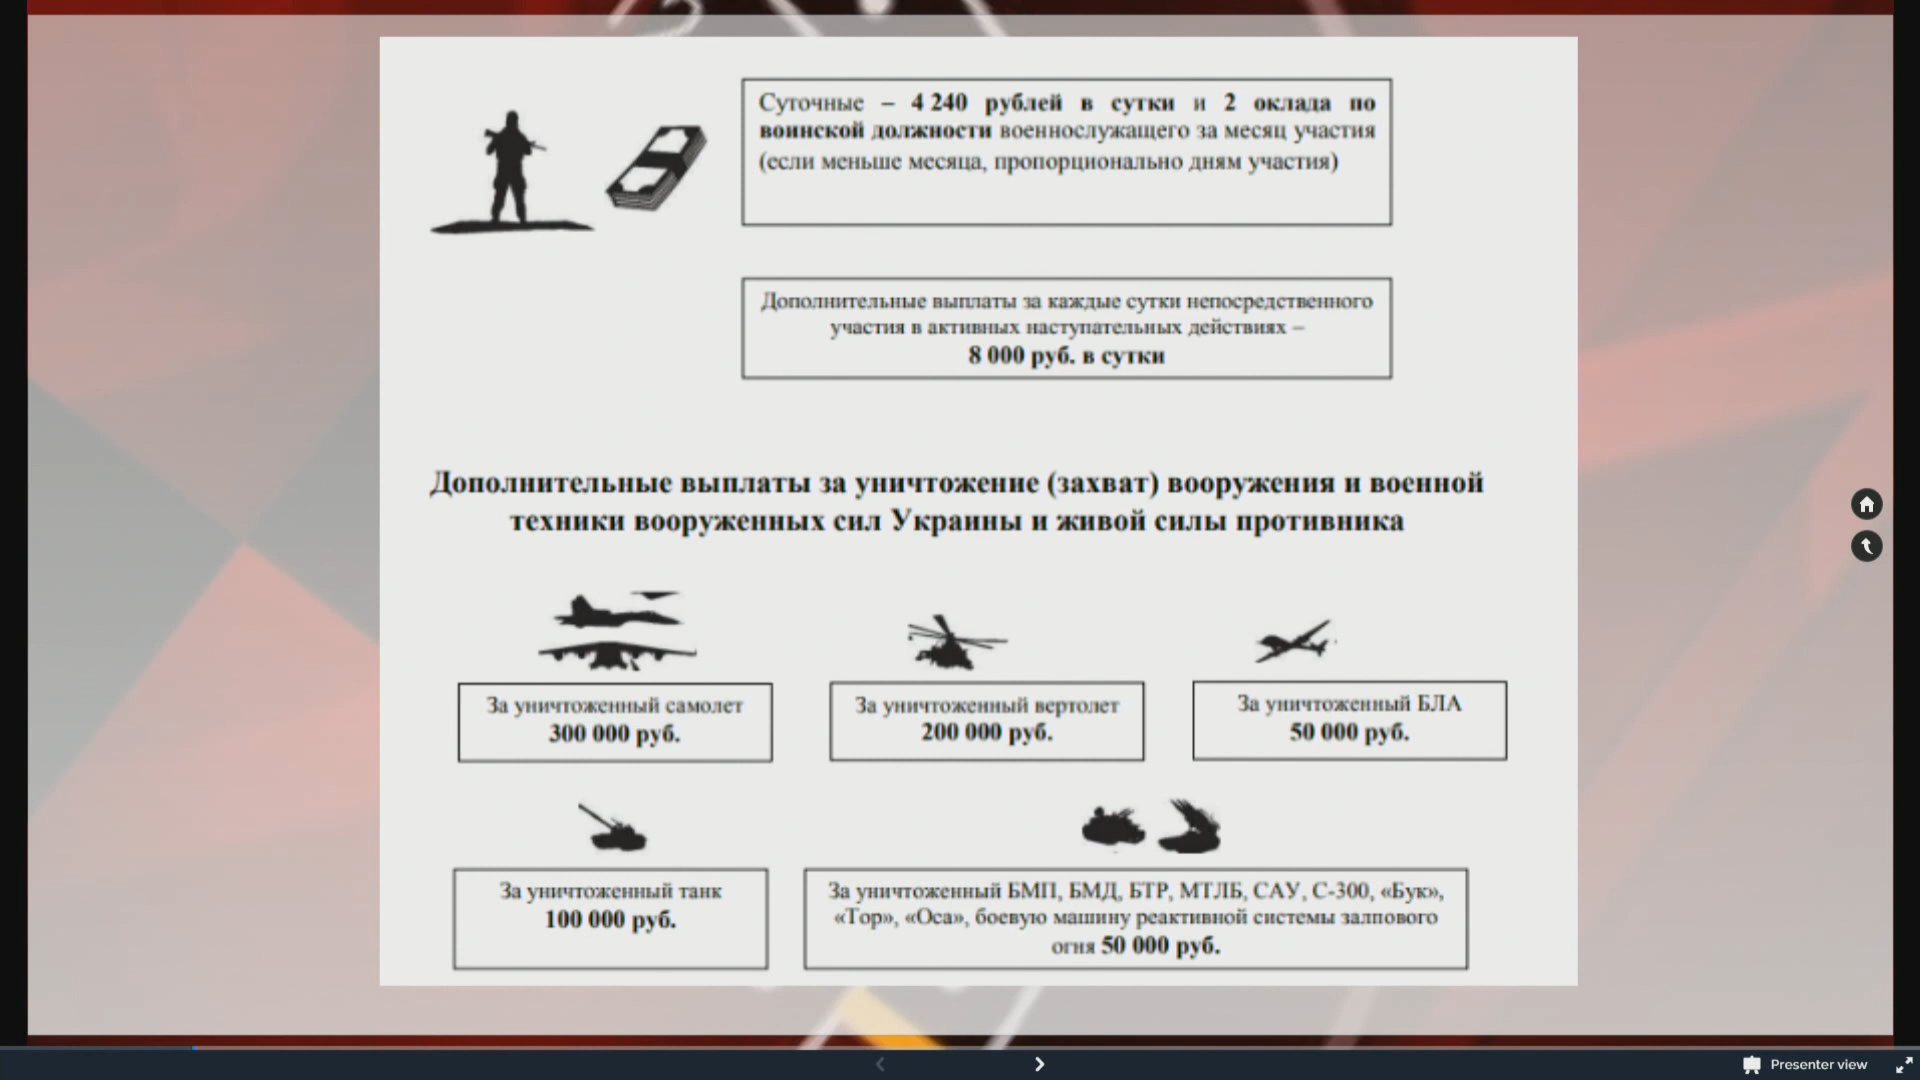 Суточные – 4 240 рублей в сутки и 2 оклада по
воинской должности военнослужащего за месяц участия
(если меньше месяца, пропорционально дням участия)
Дополнительные выплаты за каждые сутки непосредственного
участия в активных наступательных действиях –
8 000 руб. в сутки
Дополнительные выплаты за уничтожение (захват) вооружения и военной
техники вооруженных сил Украины и живой силы противника
За уничтоженный самолет
300 000 руб.
За уничтоженный вертолет
200 000 руб.
За уничтоженный БЛА
50 000 руб.
За уничтоженный танк
100 000 руб.
За уничтоженный БМП, БМД, БТР, МТЛБ, САУ, С-300, «Бук»,
«Тор», «Оса», боевую машину реактивной системы залпового
огня 50 000 руб.
Presenter view